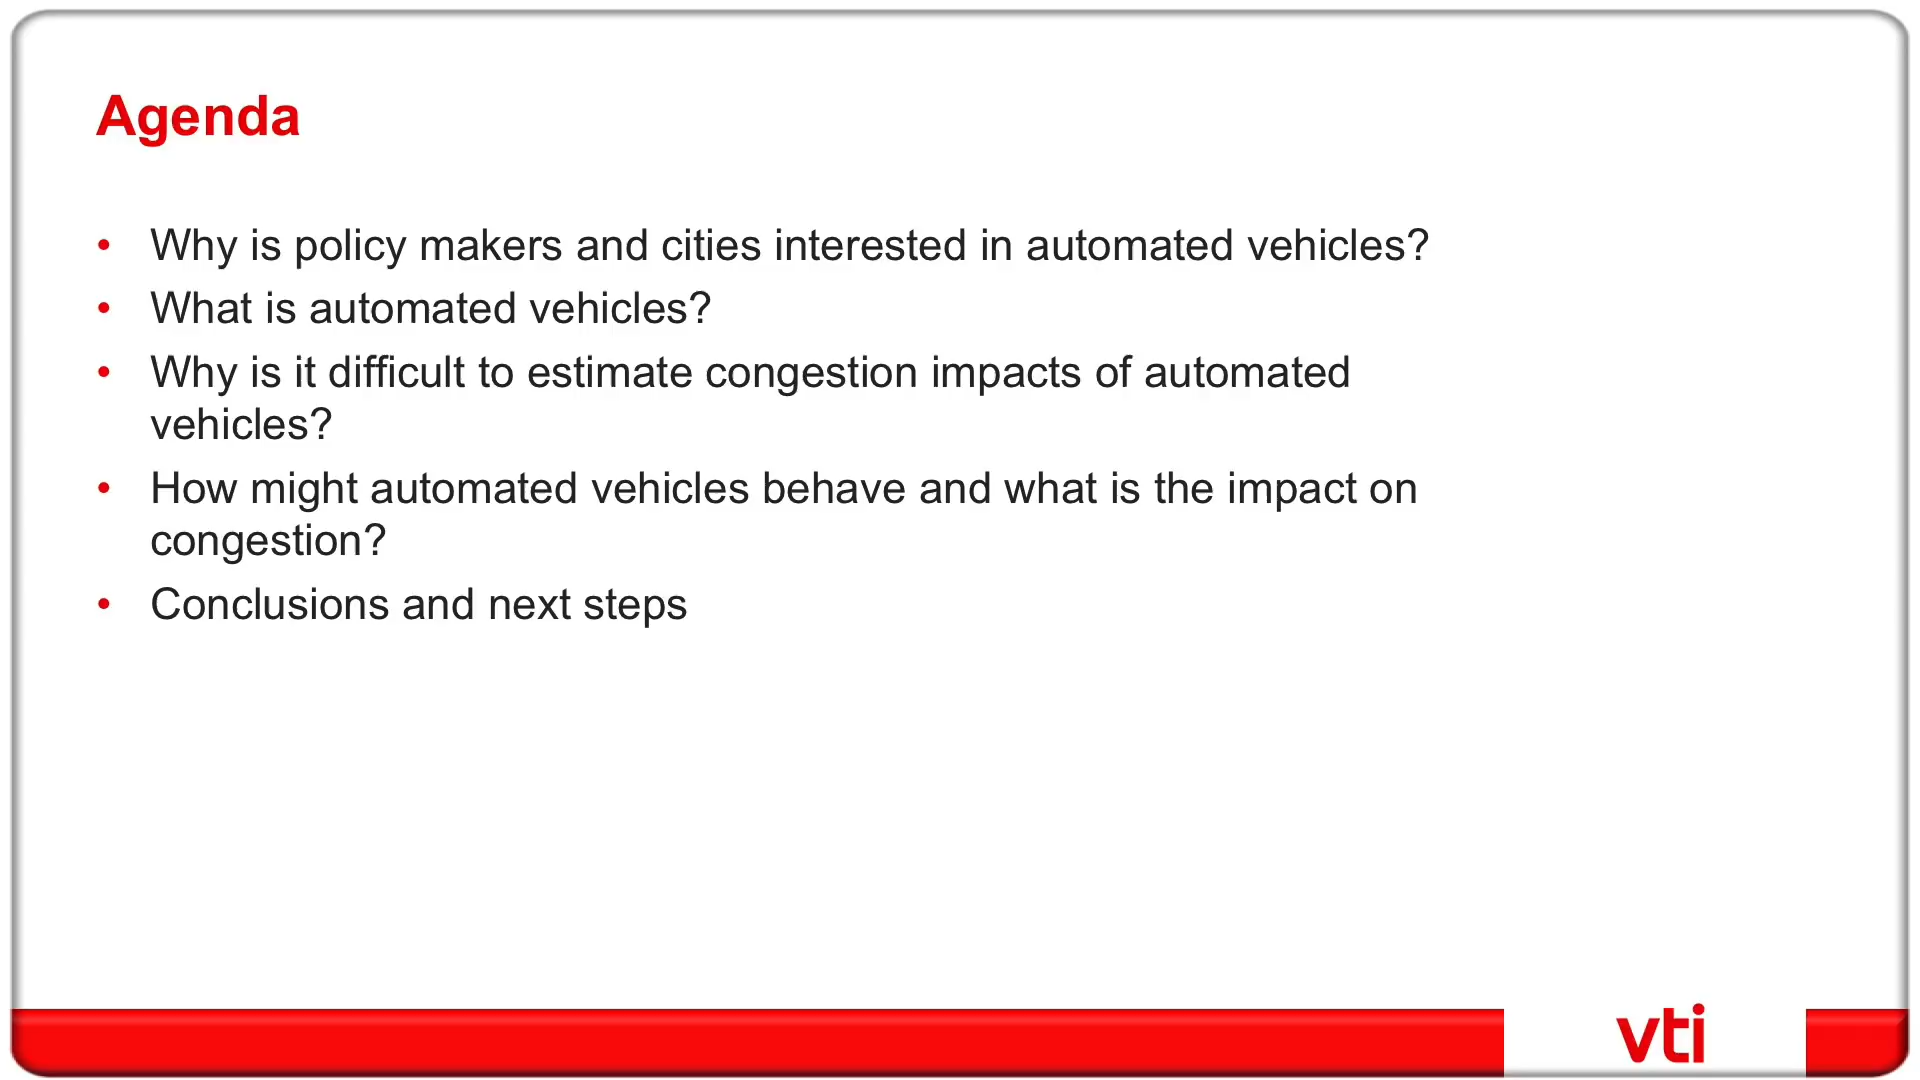 Agenda
• Why is policy makers and cities interested in automated vehicles?
• What is automated vehicles?
• Why is it difficult to estimate congestion impacts of automated
vehicles?
• How might automated vehicles behave and what is the impact on
congestion?
• Conclusions and next steps
vti